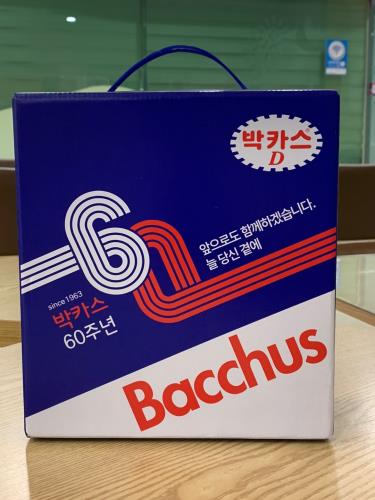 박카스
D
60
앞으로도 함께하겠습니다.
늘 당신 곁에
since 1963
박카스
60주년
Bacchus